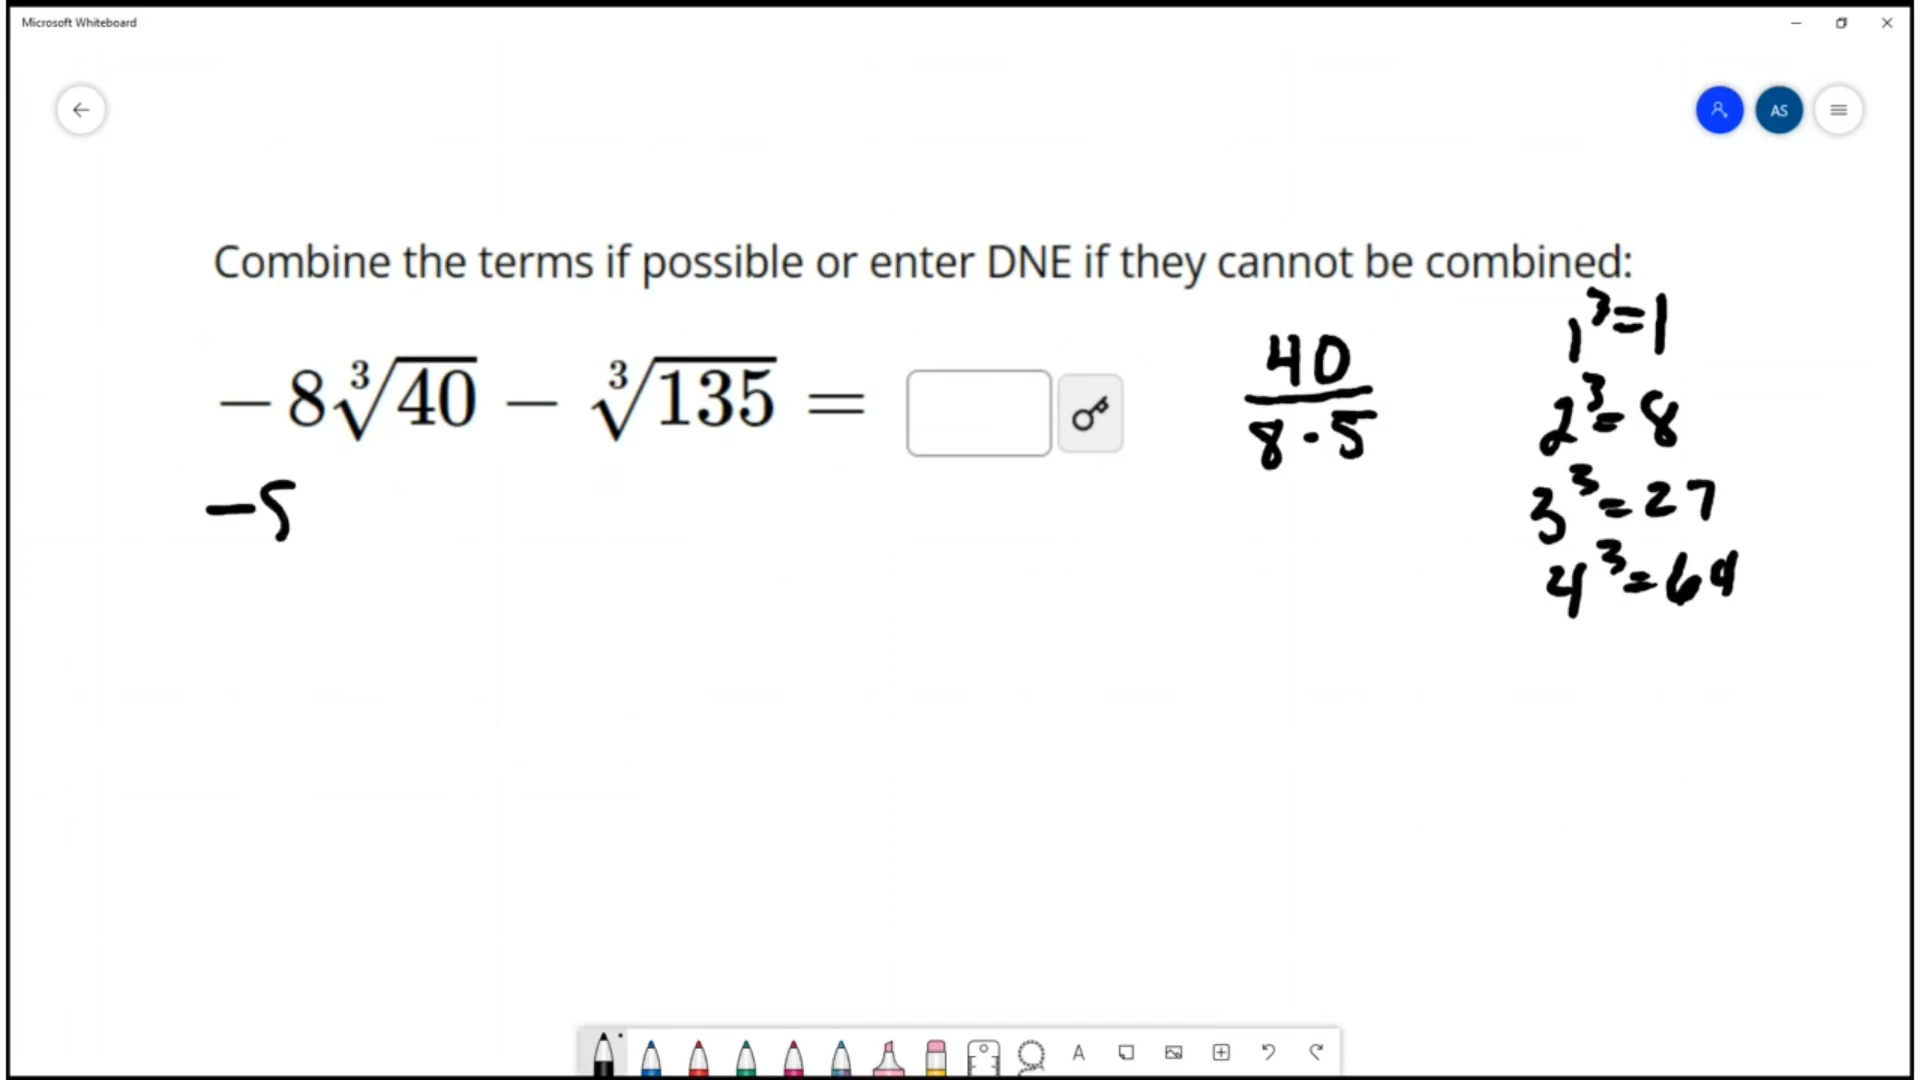 Microsoft Whiteboard
AS
Combine the terms if possible or enter DNE if they cannot be combined:
-8∛40 - ∛135 =
40
8·5
1³=1
2³=8
3³=27
4³=64
A